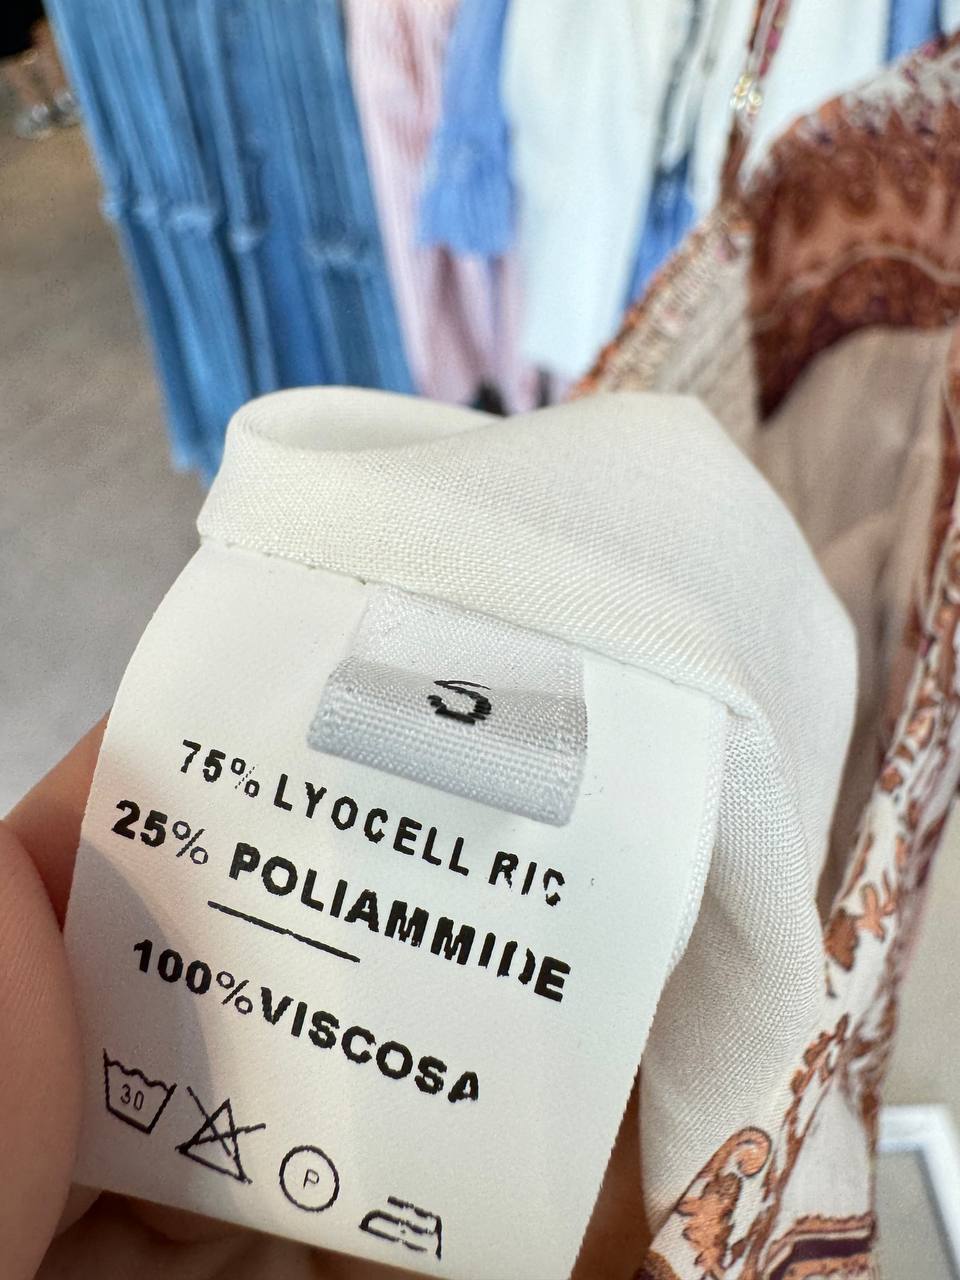 S
75% LYOCELL RIC
25% POLIAMMIDE
100%VISCOSA
30
P